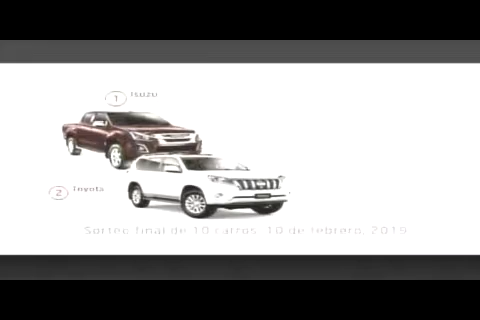 1 Isuzu
2 Toyota
Sorteo final de 10 carros, 10 de febrero, 2019